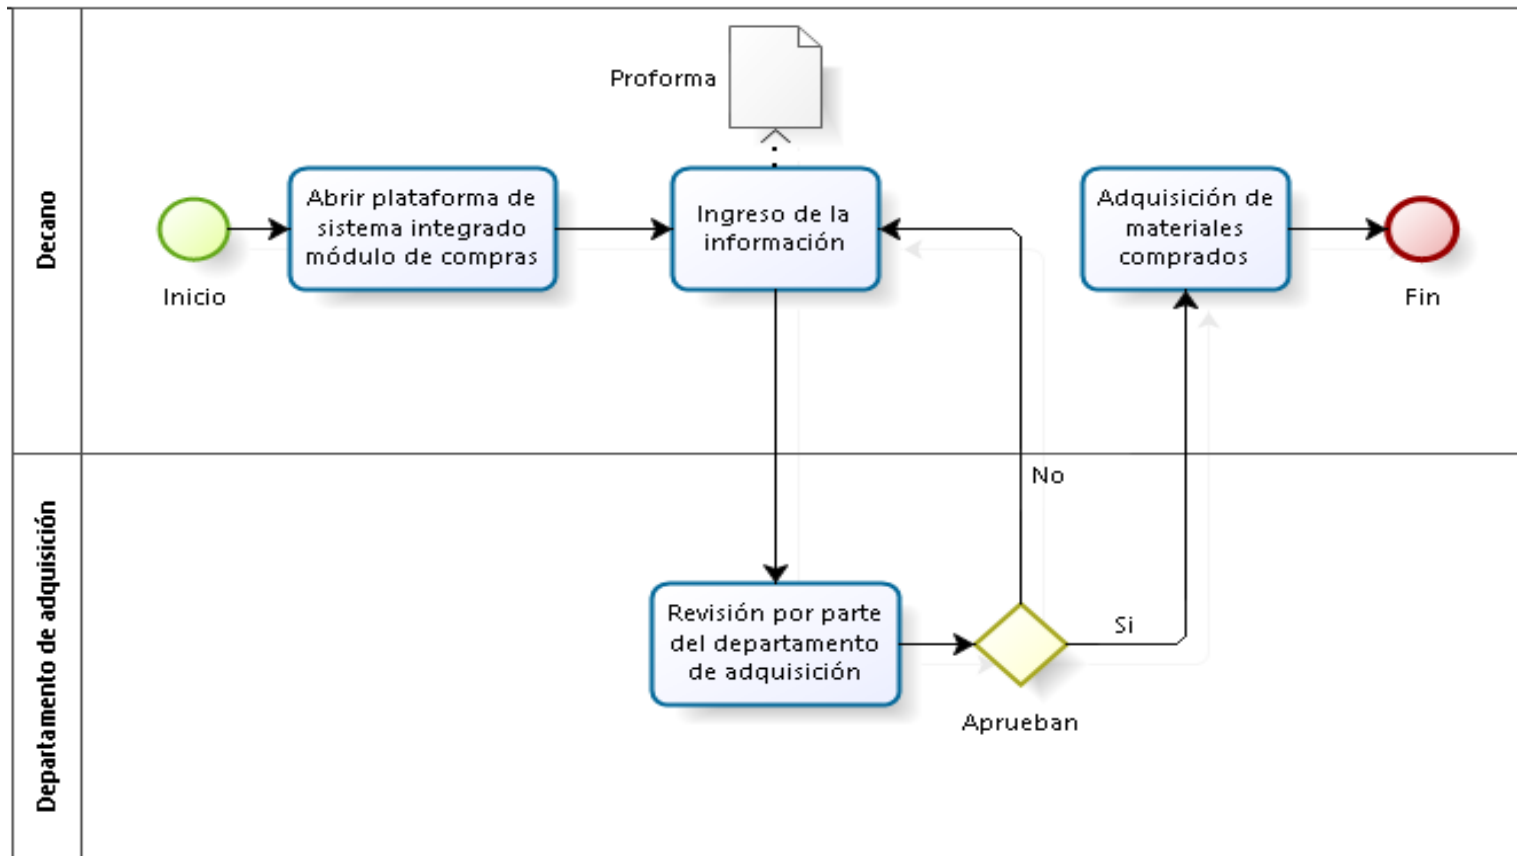 Decano
Inicio
Abrir plataforma de
sistema integrado
módulo de compras
Proforma
Ingreso de la
información
Adquisición de
materiales
comprados
Fin
Departamento de adquisición
Revisión por parte
del departamento
de adquisición
Aprueban
No
Si